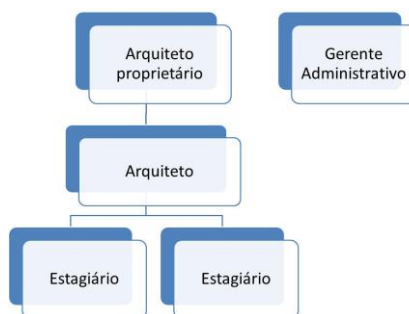 Arquiteto
proprietário
Gerente
Administrativo
Arquiteto
Estagiário
Estagiário